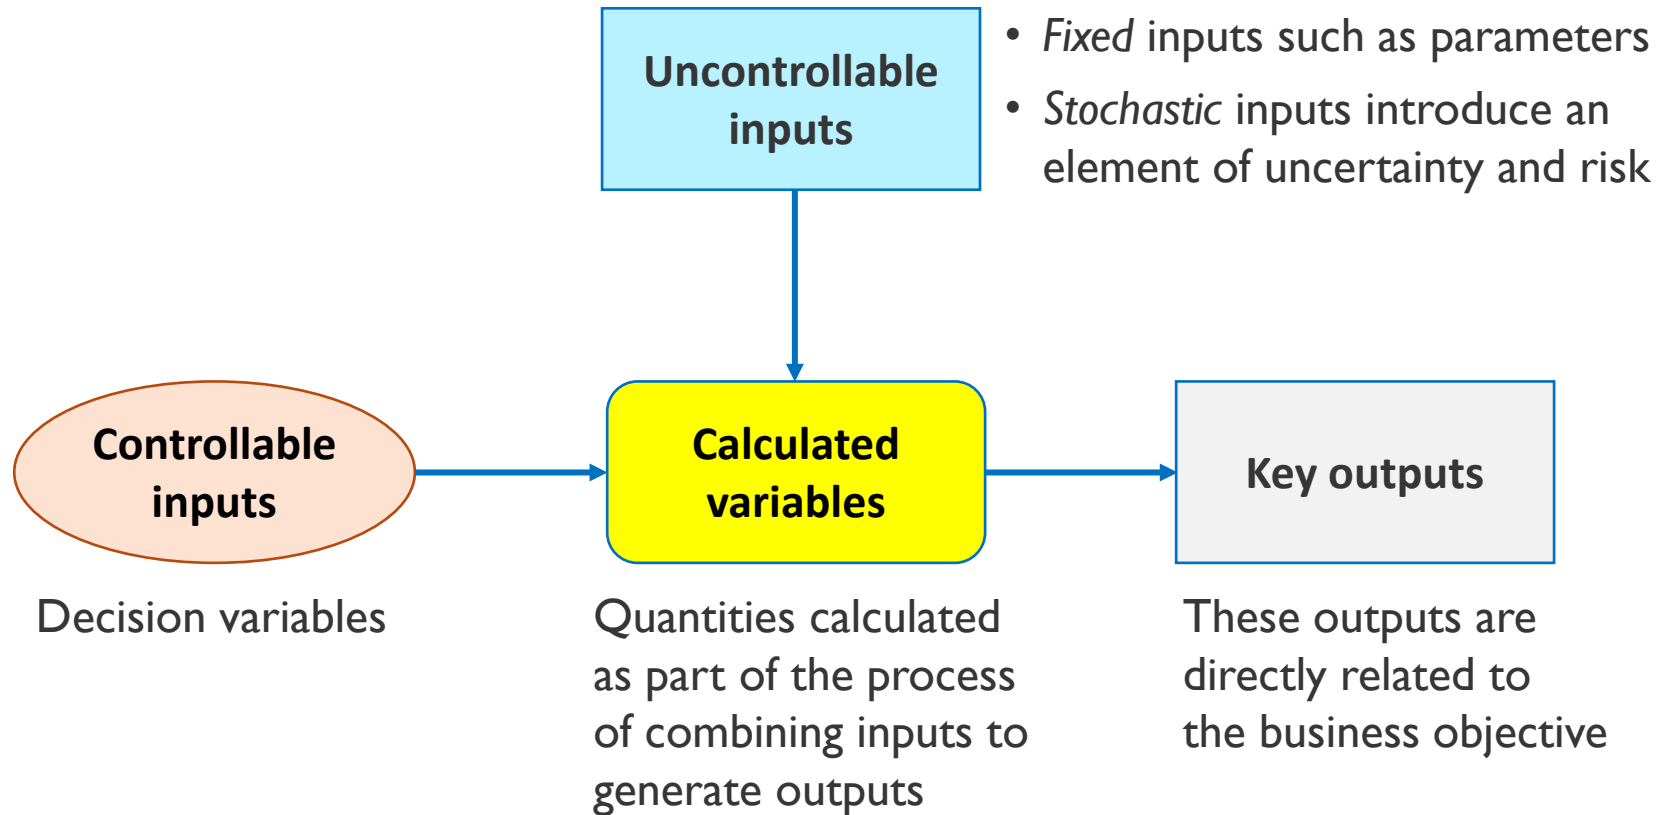 Uncontrollable
inputs
• Fixed inputs such as parameters
• Stochastic inputs introduce an
element of uncertainty and risk
Controllable
inputs
Calculated
variables
Key outputs
Decision variables
Quantities calculated
as part of the process
of combining inputs to
generate outputs
These outputs are
directly related to
the business objective